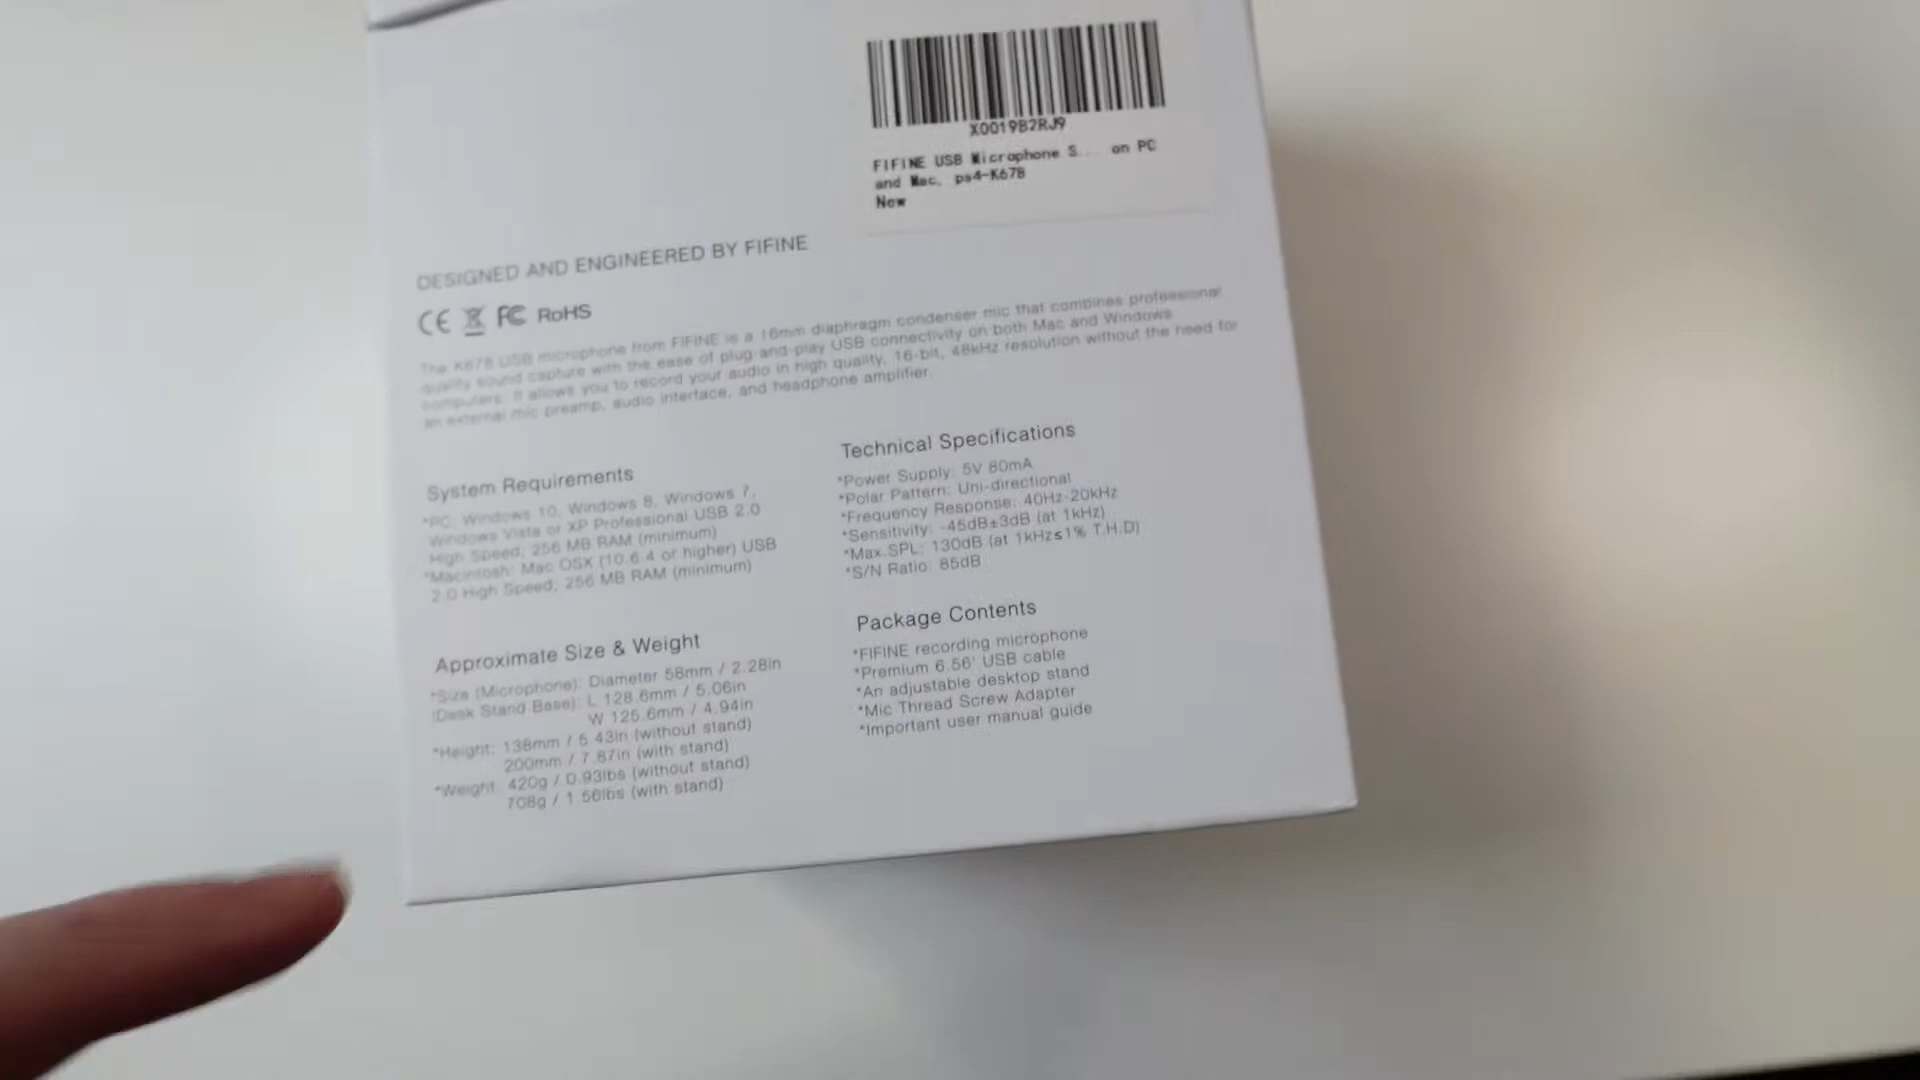 X0019B2RJ9
FIFINE USB Microphone S... on PC
and Mac, ps4-K678
New
DESIGNED AND ENGINEERED BY FIFINE
CE FC RoHS
The K678 USB microphone from FIFINE is a 16mm diaphragm condenser mic that combines professional
quality sound capture with the ease of plug-and-play USB connectivity on both Mac and Windows
computers. It allows you to record your audio in high quality, 16-bit, 48kHz resolution without the need for
an external mic preamp, audio interface, and headphone amplifier.
System Requirements
*PC: Windows 10, Windows 8, Windows 7,
Windows Vista or XP Professional USB 2.0
High Speed; 256 MB RAM (minimum)
*Macintosh: Mac OSX (10.6.4 or higher) USB
2.0 High Speed, 256 MB RAM (minimum)
Technical Specifications
*Power Supply: 5V 80mA
*Polar Pattern: Uni-directional
*Frequency Response: 40Hz-20kHz
*Sensitivity: -45dB±3dB (at 1kHz)
*Max.SPL: 130dB (at 1kHz≤1% T.H.D)
*S/N Ratio: 85dB
Approximate Size & Weight
*Size (Microphone): Diameter 58mm / 2.28in
(Desk Stand Base): L 128.6mm / 5.06in
W 125.6mm / 4.94in
*Height: 138mm / 5.43in (without stand)
200mm / 7.87in (with stand)
*Weight: 420g / 0.93lbs (without stand)
708g / 1.56lbs (with stand)
Package Contents
*FIFINE recording microphone
*Premium 6.56' USB cable
*An adjustable desktop stand
*Mic Thread Screw Adapter
*Important user manual guide